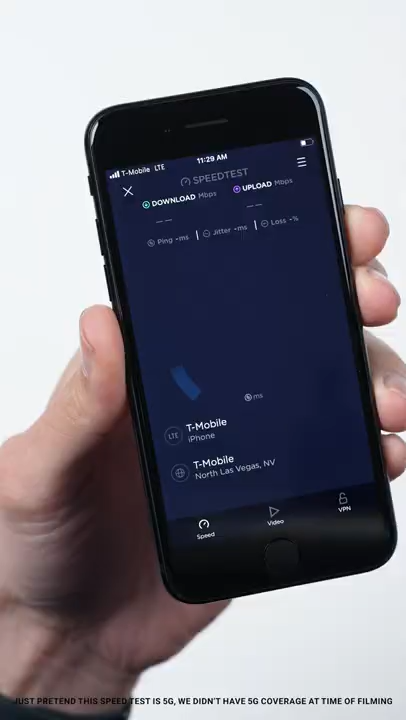 T-Mobile LTE 11:29 AM
SPEEDTEST
DOWNLOAD Mbps UPLOAD Mbps
Ping -ms Jitter -ms Loss -%
ms
LTE T-Mobile
iPhone
T-Mobile
North Las Vegas, NV
Speed Video VPN
JUST PRETEND THIS SPEED TEST IS 5G, WE DIDN'T HAVE 5G COVERAGE AT TIME OF FILMING